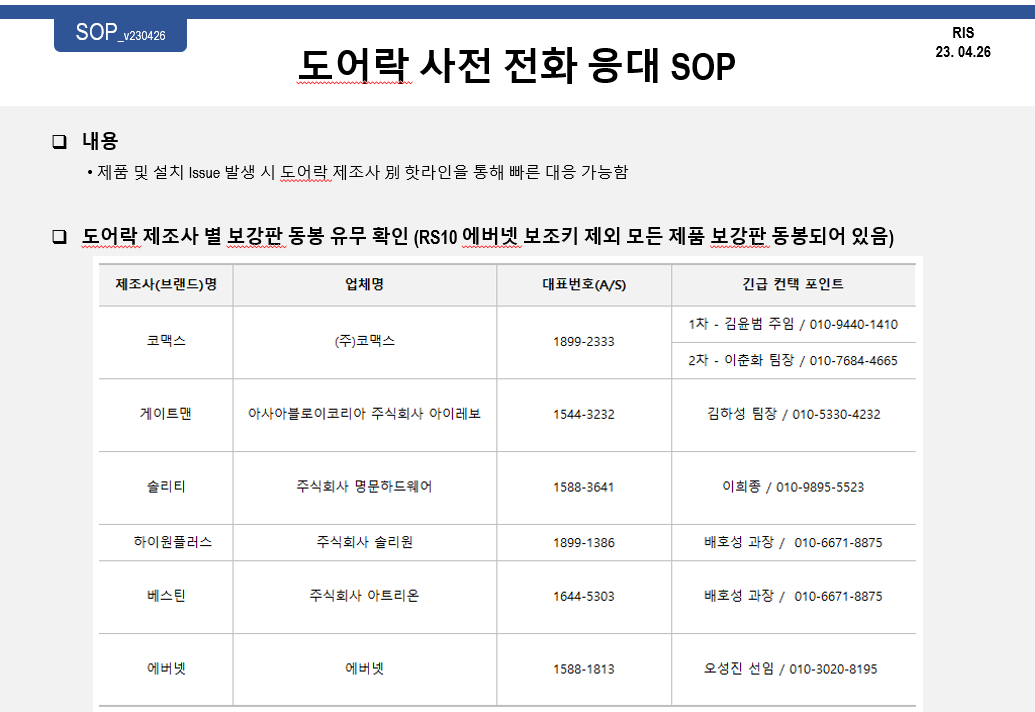 SOP_v230426
RIS
23. 04.26
도어락 사전 전화 응대 SOP
❑ 내용
• 제품 및 설치 Issue 발생 시 도어락 제조사 別 핫라인을 통해 빠른 대응 가능함
❑ 도어락 제조사 별 보강판 동봉 유무 확인 (RS10 에버넷 보조키 제외 모든 제품 보강판 동봉되어 있음)
제조사(브랜드)명 업체명 대표번호(A/S) 긴급 컨택 포인트
코맥스 (주)코맥스 1899-2333 1차 - 김윤범 주임 / 010-9440-1410
2차 - 이춘화 팀장 / 010-7684-4665
게이트맨 아사아블로이코리아 주식회사 아이레보 1544-3232 김하성 팀장 / 010-5330-4232
솔리티 주식회사 명문하드웨어 1588-3641 이희종 / 010-9895-5523
하이원플러스 주식회사 솔리원 1899-1386 배호성 과장 / 010-6671-8875
베스틴 주식회사 아트리온 1644-5303 배호성 과장 / 010-6671-8875
에버넷 에버넷 1588-1813 오성진 선임 / 010-3020-8195